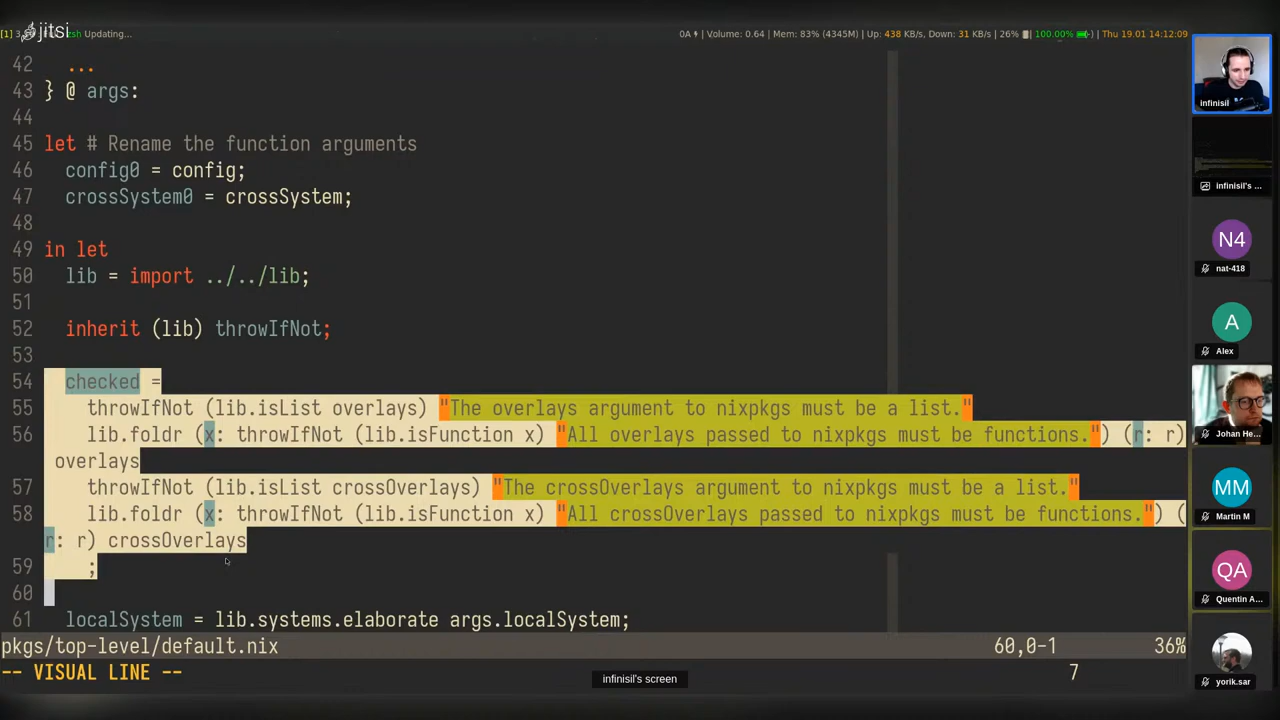 jitsi
[1] 3 zsh Updating... 0A | Volume: 0.64 | Mem: 83% (4345M) | Up: 438 KB/s, Down: 31 KB/s | 26% | 100.00% | Thu 19.01 14:12:09
42 ...
43 } @ args:
44
45 let # Rename the function arguments
46 config0 = config;
47 crossSystem0 = crossSystem;
48
49 in let
50 lib = import ../../lib;
51
52 inherit (lib) throwIfNot;
53
54 checked =
55 throwIfNot (lib.isList overlays) "The overlays argument to nixpkgs must be a list."
56 lib.foldr (x: throwIfNot (lib.isFunction x) "All overlays passed to nixpkgs must be functions.") (r: r)
overlays
57 throwIfNot (lib.isList crossOverlays) "The crossOverlays argument to nixpkgs must be a list."
58 lib.foldr (x: throwIfNot (lib.isFunction x) "All crossOverlays passed to nixpkgs must be functions.") (
r: r) crossOverlays
59 ;
60
61 localSystem = lib.systems.elaborate args.localSystem;
pkgs/top-level/default.nix 60,0-1 36%
-- VISUAL LINE -- 7
infinisil's screen
infinisil
infinisil's ...
N4
nat-418
A
Alex
Johan He...
MM
Martin M
QA
Quentin A...
yorik.sar